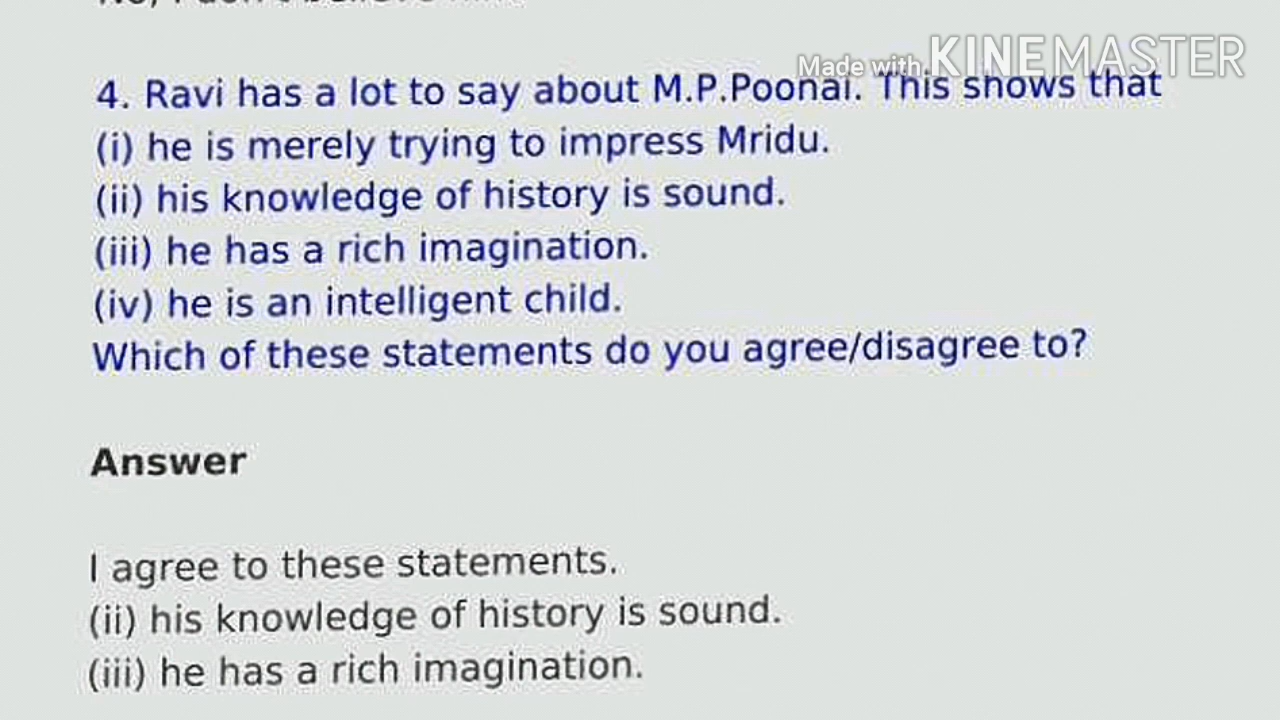 Made with KINEMASTER
4. Ravi has a lot to say about M.P.Poonai. This shows that
(i) he is merely trying to impress Mridu.
(ii) his knowledge of history is sound.
(iii) he has a rich imagination.
(iv) he is an intelligent child.
Which of these statements do you agree/disagree to?
Answer
I agree to these statements.
(ii) his knowledge of history is sound.
(iii) he has a rich imagination.